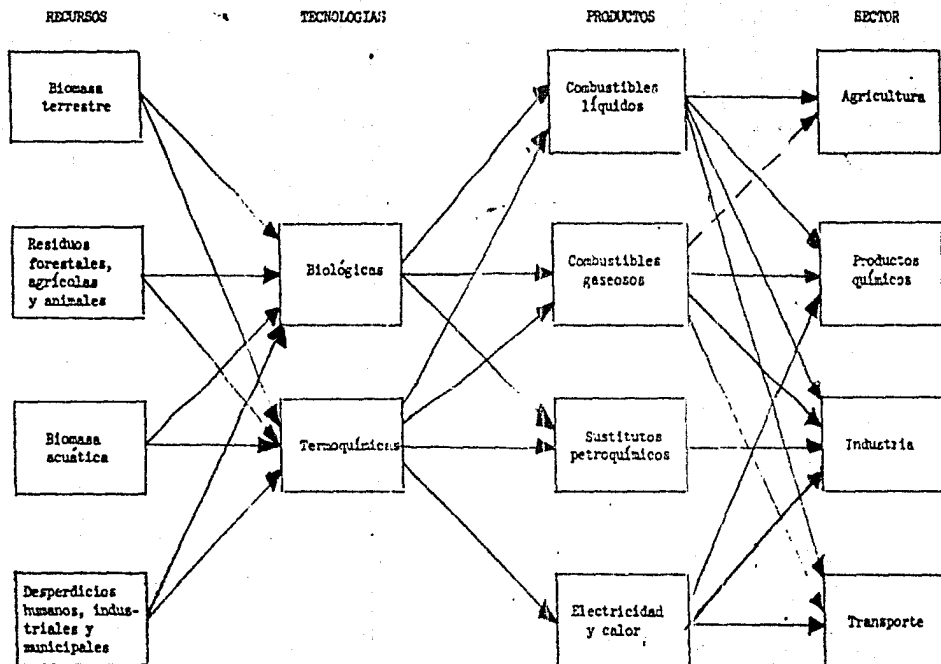 RECURSOS TECNOLOGIAS PRODUCTOS SECTOR
Biomasa
terrestre
Residuos
forestales,
agrícolas
y animales
Biomasa
acuática
Desperdicios
humanos, indus-
triales y
municipales
Biológicas
Termoquímicas
Combustibles
líquidos
Combustibles
gaseosos
Sustitutos
petroquímicos
Electricidad
y calor
Agricultura
Productos
químicos
Industria
Transporte